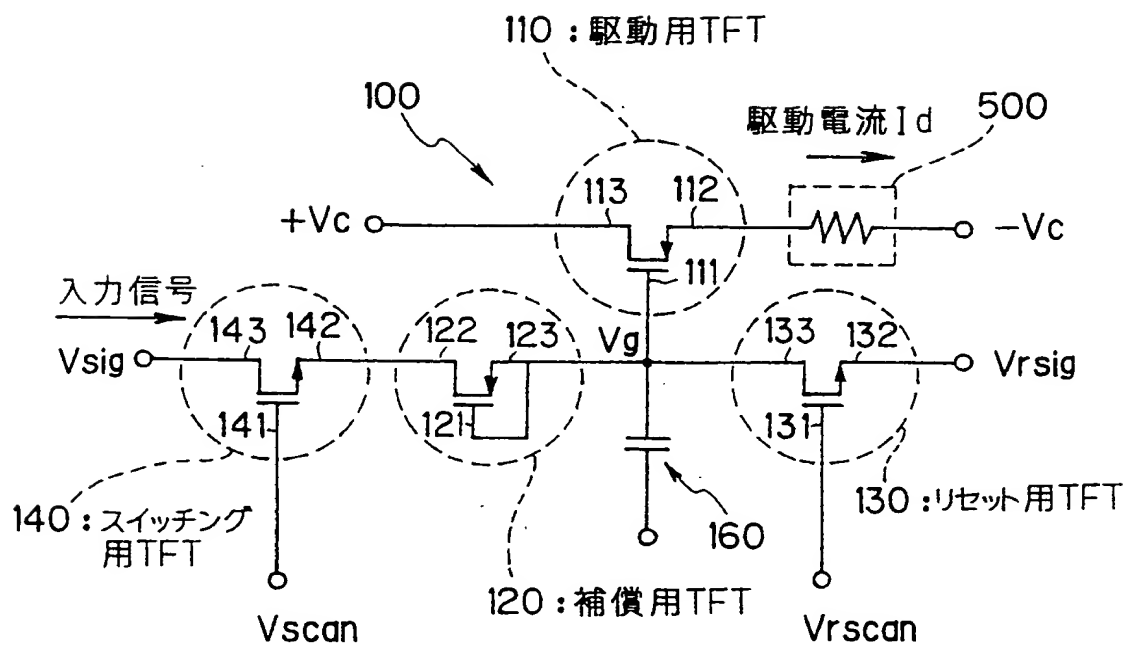 110：駆動用TFT
100
駆動電流Id
500
113
112
+Vc
-Vc
111
入力信号
143
142
122
123
Vg
133
132
Vsig
Vrsig
141
121
131
140：スイッチング
用TFT
160
130：リセット用TFT
120：補償用TFT
Vscan
Vrscan